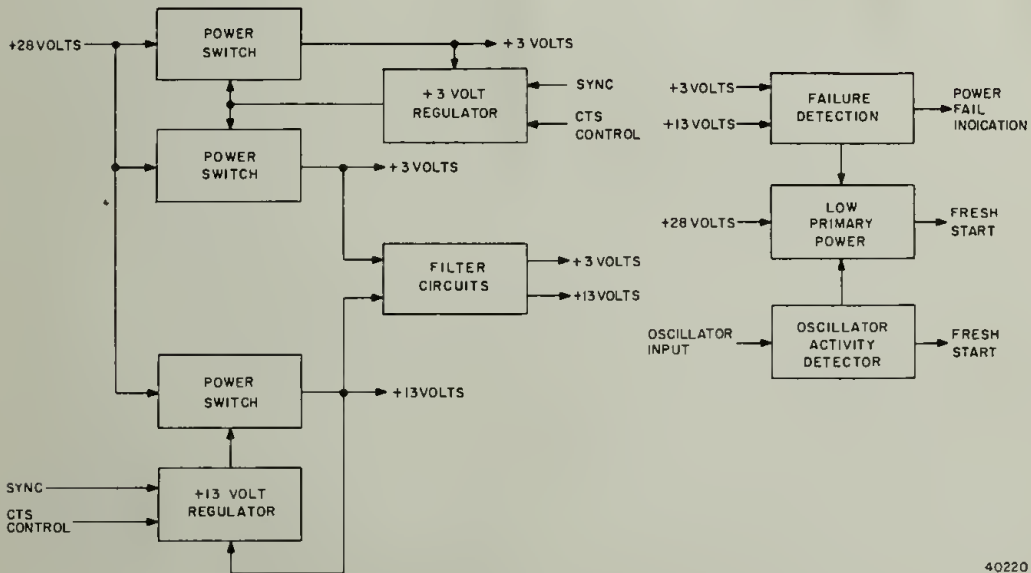 +28 VOLTS
POWER
SWITCH
+3 VOLTS
+3 VOLT
REGULATOR
SYNC
CTS
CONTROL
POWER
SWITCH
+3 VOLTS
FILTER
CIRCUITS
+3 VOLTS
+13 VOLTS
POWER
SWITCH
+13 VOLTS
SYNC
CTS
CONTROL
+13 VOLT
REGULATOR
+3 VOLTS
+13 VOLTS
FAILURE
DETECTION
POWER
FAIL
INDICATION
+28 VOLTS
LOW
PRIMARY
POWER
FRESH
START
OSCILLATOR
INPUT
OSCILLATOR
ACTIVITY
DETECTOR
FRESH
START
40220